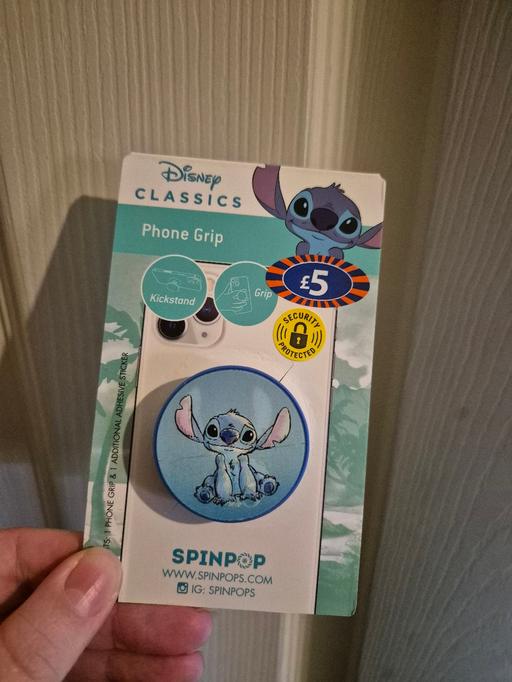 Disney
CLASSICS
Phone Grip
Kickstand
Grip
£5
SECURITY
PROTECTED
1 PHONE GRIP & 1 ADDITIONAL ADHESIVE STICKER
SPINPOP
WWW.SPINPOPS.COM
IG: SPINPOPS